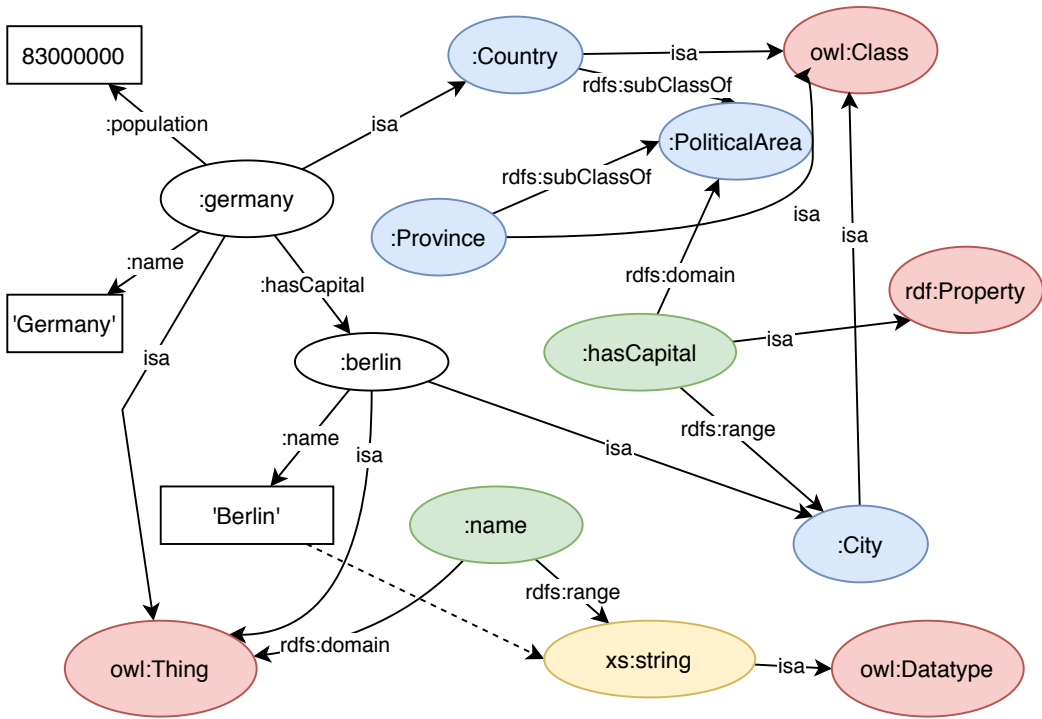 :Country
isa
owl:Class
83000000
rdfs:subClassOf
:population
isa
:PoliticalArea
rdfs:subClassOf
:germany
isa
:Province
isa
:name
:hasCapital
rdfs:domain
rdf:Property
'Germany'
isa
isa
:hasCapital
:berlin
rdfs:range
:name
isa
isa
'Berlin'
:name
:City
rdfs:range
rdfs:domain
owl:Thing
xs:string
isa
owl:Datatype